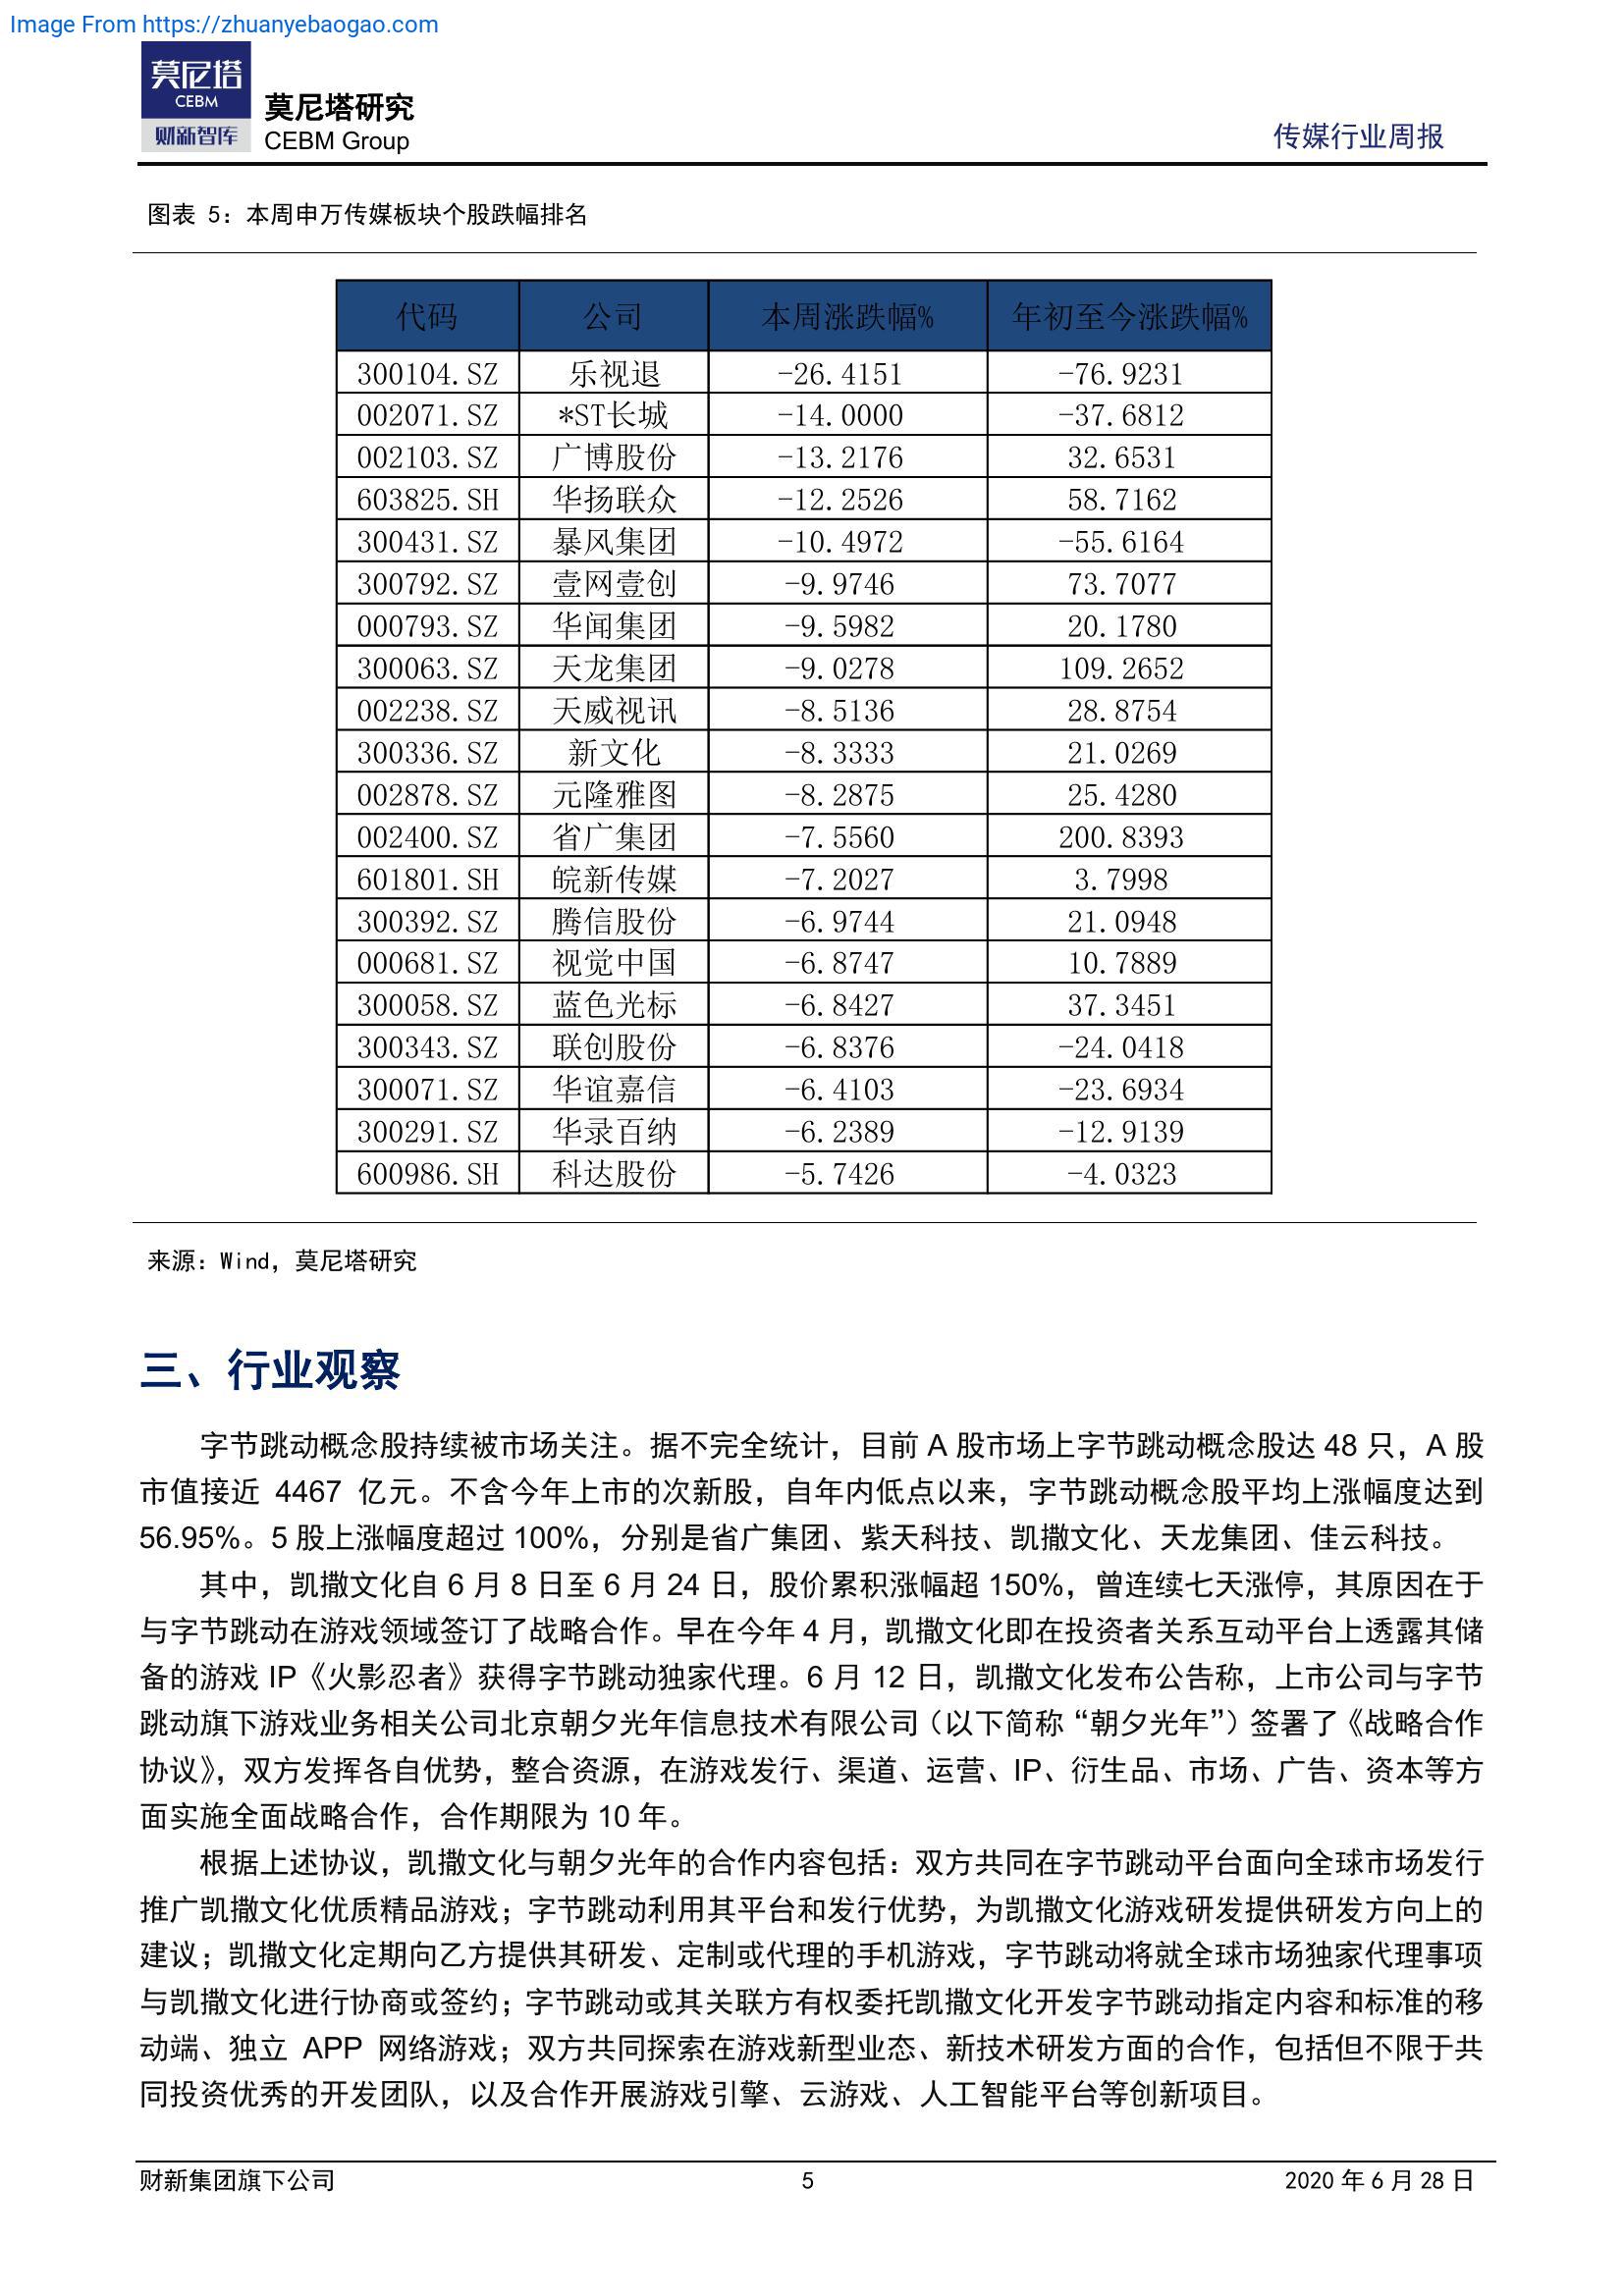 Image From https://zhuanyebaogao.com
莫尼塔
CEBM
财新智库
莫尼塔研究
CEBM Group
传媒行业周报
图表 5：本周申万传媒板块个股跌幅排名
代码 公司 本周涨跌幅% 年初至今涨跌幅%
300104.SZ 乐视退 -26.4151 -76.9231
002071.SZ *ST长城 -14.0000 -37.6812
002103.SZ 广博股份 -13.2176 32.6531
603825.SH 华扬联众 -12.2526 58.7162
300431.SZ 暴风集团 -10.4972 -55.6164
300792.SZ 壹网壹创 -9.9746 73.7077
000793.SZ 华闻集团 -9.5982 20.1780
300063.SZ 天龙集团 -9.0278 109.2652
002238.SZ 天威视讯 -8.5136 28.8754
300336.SZ 新文化 -8.3333 21.0269
002878.SZ 元隆雅图 -8.2875 25.4280
002400.SZ 省广集团 -7.5560 200.8393
601801.SH 皖新传媒 -7.2027 3.7998
300392.SZ 腾信股份 -6.9744 21.0948
000681.SZ 视觉中国 -6.8747 10.7889
300058.SZ 蓝色光标 -6.8427 37.3451
300343.SZ 联创股份 -6.8376 -24.0418
300071.SZ 华谊嘉信 -6.4103 -23.6934
300291.SZ 华录百纳 -6.2389 -12.9139
600986.SH 科达股份 -5.7426 -4.0323
来源：Wind，莫尼塔研究
三、行业观察
字节跳动概念股持续被市场关注。据不完全统计，目前 A 股市场上字节跳动概念股达 48 只，A 股
市值接近 4467 亿元。不含今年上市的次新股，自年内低点以来，字节跳动概念股平均上涨幅度达到
56.95%。5 股上涨幅度超过 100%，分别是省广集团、紫天科技、凯撒文化、天龙集团、佳云科技。
其中，凯撒文化自 6 月 8 日至 6 月 24 日，股价累积涨幅超 150%，曾连续七天涨停，其原因在于
与字节跳动在游戏领域签订了战略合作。早在今年 4 月，凯撒文化即在投资者关系互动平台上透露其储
备的游戏 IP《火影忍者》获得字节跳动独家代理。6 月 12 日，凯撒文化发布公告称，上市公司与字节
跳动旗下游戏业务相关公司北京朝夕光年信息技术有限公司（以下简称“朝夕光年”）签署了《战略合作
协议》，双方发挥各自优势，整合资源，在游戏发行、渠道、运营、IP、衍生品、市场、广告、资本等方
面实施全面战略合作，合作期限为 10 年。
根据上述协议，凯撒文化与朝夕光年的合作内容包括：双方共同在字节跳动平台面向全球市场发行
推广凯撒文化优质精品游戏；字节跳动利用其平台和发行优势，为凯撒文化游戏研发提供研发方向上的
建议；凯撒文化定期向乙方提供其研发、定制或代理的手机游戏，字节跳动将就全球市场独家代理事项
与凯撒文化进行协商或签约；字节跳动或其关联方有权委托凯撒文化开发字节跳动指定内容和标准的移
动端、独立 APP 网络游戏；双方共同探索在游戏新型业态、新技术研发方面的合作，包括但不限于共
同投资优秀的开发团队，以及合作开展游戏引擎、云游戏、人工智能平台等创新项目。
财新集团旗下公司 5 2020 年 6 月 28 日